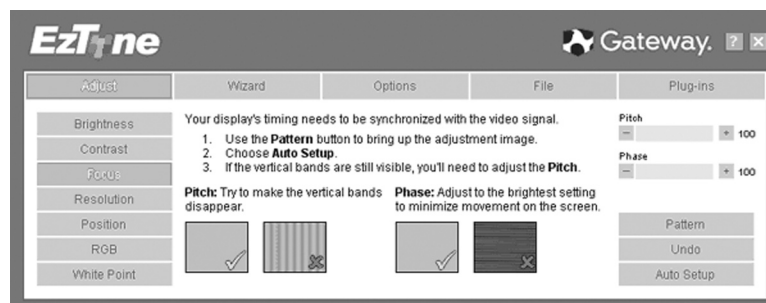 EzTune
Gateway. ? X
Adjust Wizard Options File Plug-ins
Brightness
Contrast
Focus
Resolution
Position
RGB
White Point
Your display's timing needs to be synchronized with the video signal.
1. Use the Pattern button to bring up the adjustment image.
2. Choose Auto Setup.
3. If the vertical bands are still visible, you'll need to adjust the Pitch.
Pitch: Try to make the vertical bands
disappear.
Phase: Adjust to the brightest setting
to minimize movement on the screen.
Pitch
− + 100
Phase
− + 100
Pattern
Undo
Auto Setup